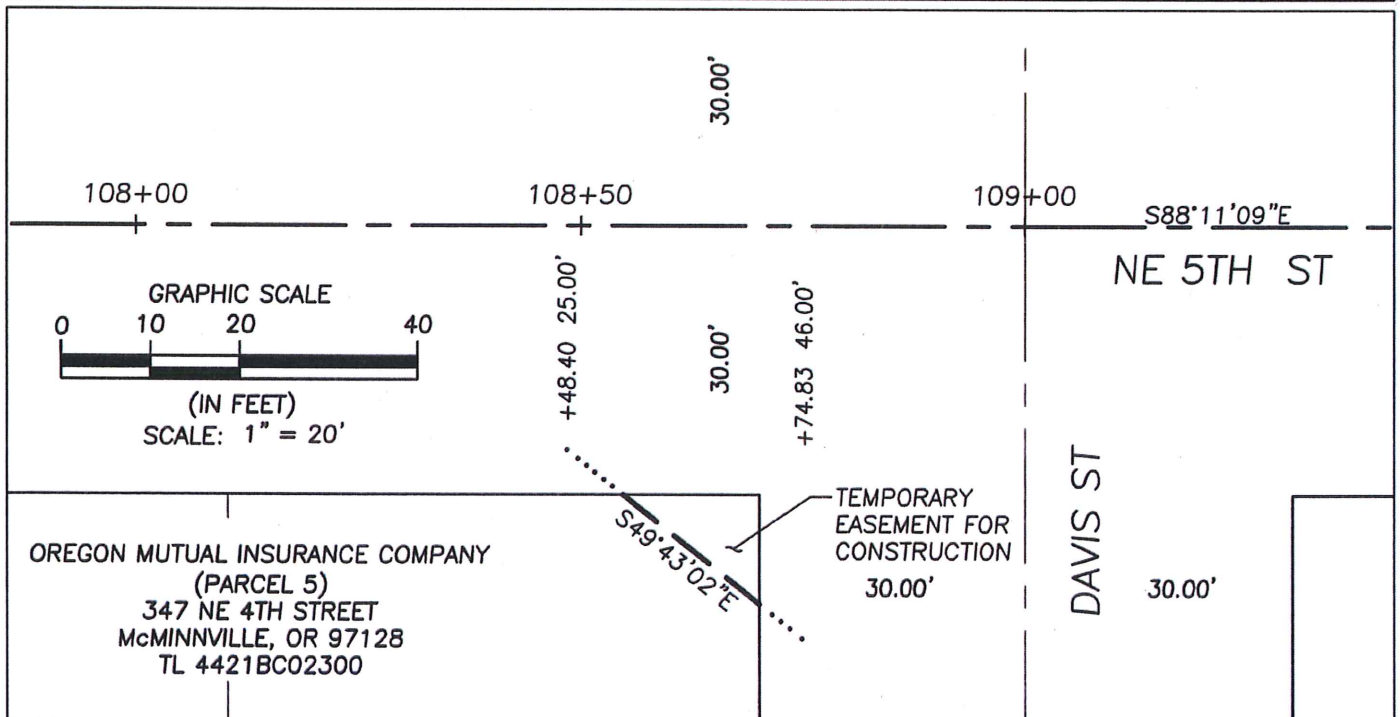 30.00'
108+00
108+50
109+00
S88°11'09"E
NE 5TH ST
GRAPHIC SCALE
0 10 20 40
(IN FEET)
SCALE: 1" = 20'
+48.40 25.00'
30.00'
+74.83 46.00'
S49°43'02"E
TEMPORARY
EASEMENT FOR
CONSTRUCTION
30.00'
DAVIS ST
30.00'
OREGON MUTUAL INSURANCE COMPANY
(PARCEL 5)
347 NE 4TH STREET
McMINNVILLE, OR 97128
TL 4421BC02300